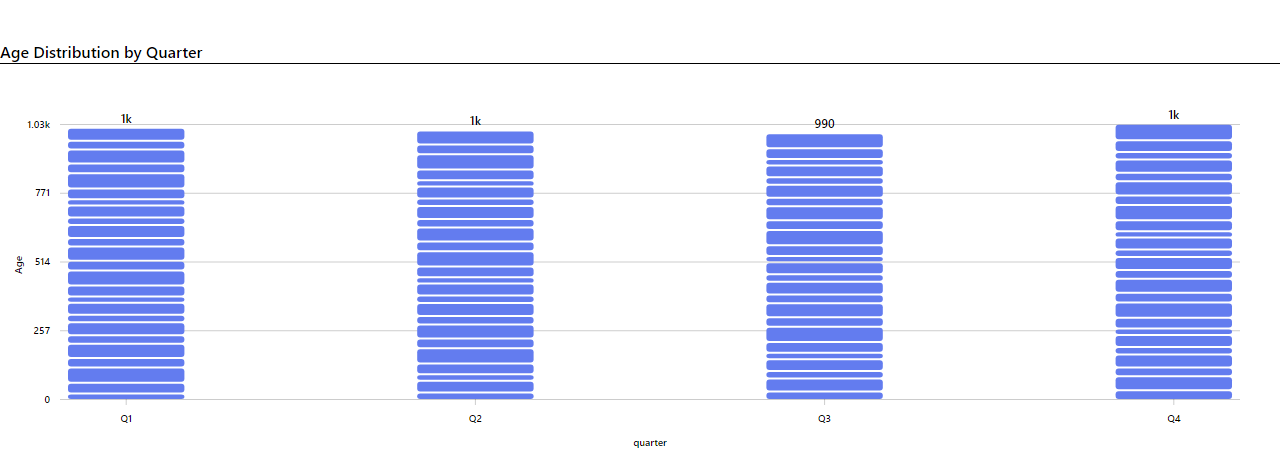 Age Distribution by Quarter
1k
1k
990
1k
1.03k
771
514
257
0
Age
Q1
Q2
Q3
Q4
quarter